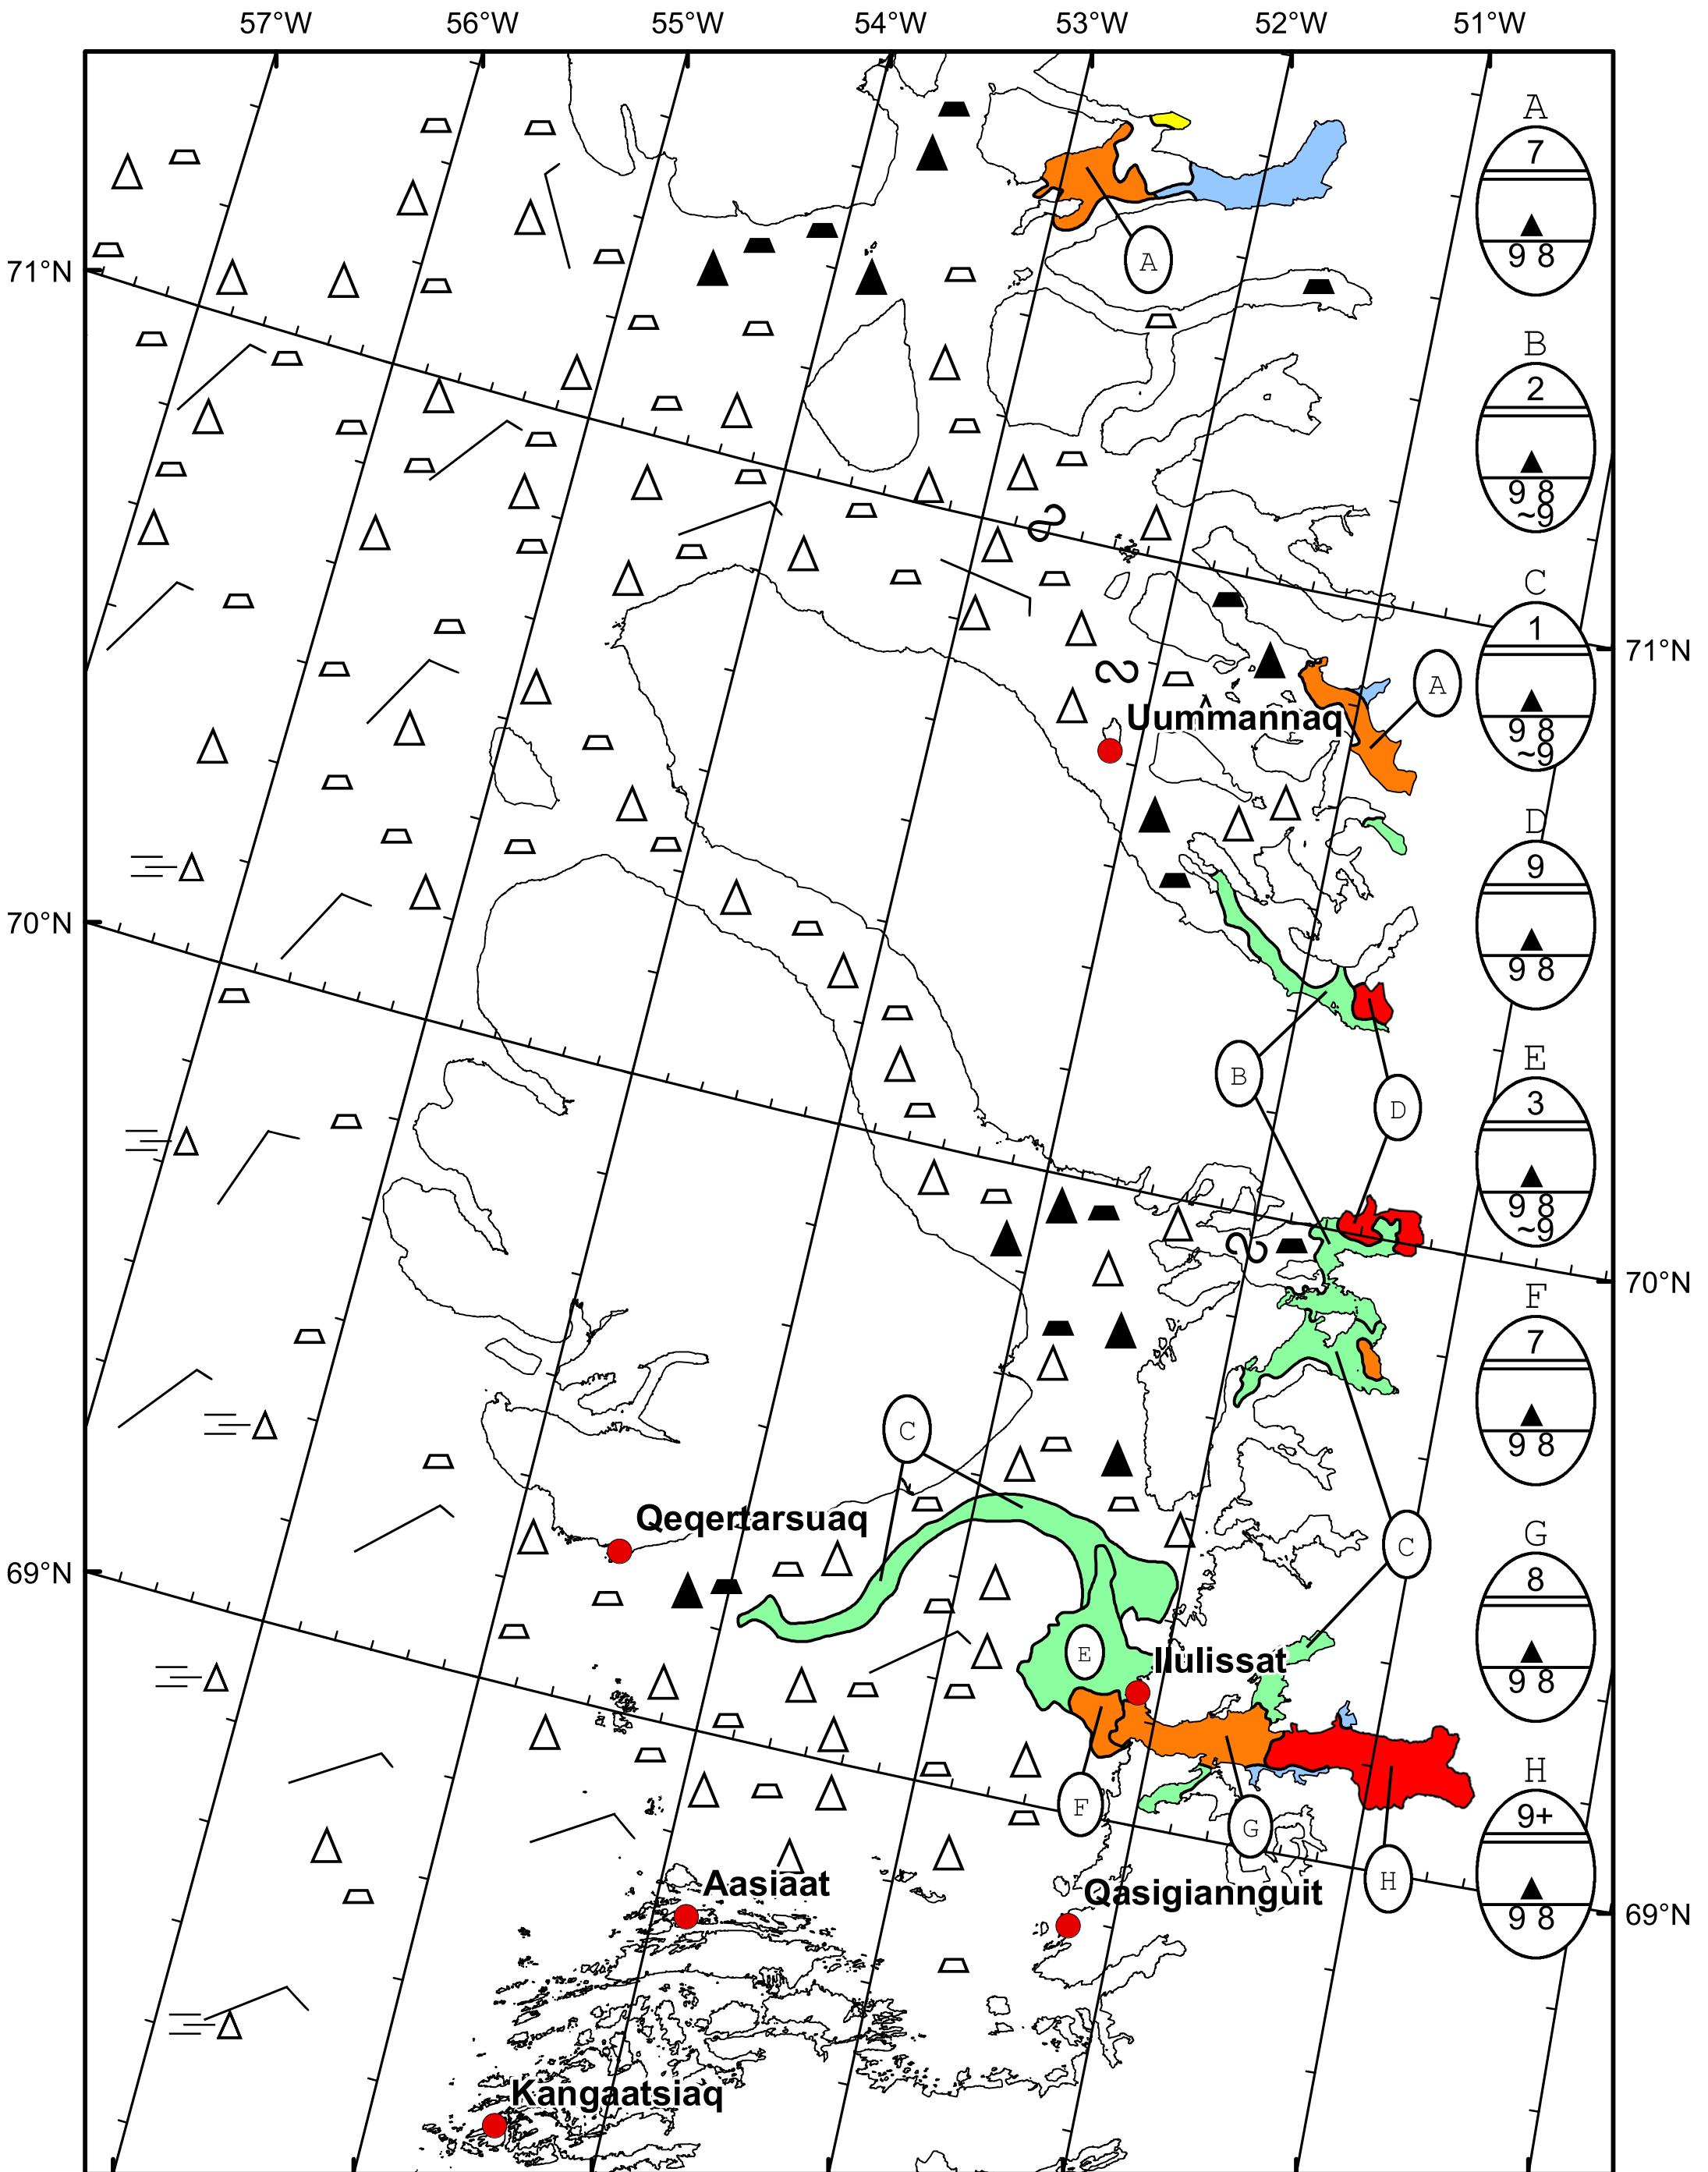 57°W 56°W 55°W 54°W 53°W 52°W 51°W
A
7
9 8
A
71°N
B
2
9 8
~9
C
1
9 8
~9
71°N
A
Uummannaq
D
9
9 8
70°N
B
D
E
3
9 8
~9
70°N
F
7
9 8
C
Qeqertarsuaq
C
G
8
9 8
69°N
E
Ilulissat
F
G
H
H
9+
9 8
69°N
Aasiaat
Qasigiannguit
Kangaatsiaq